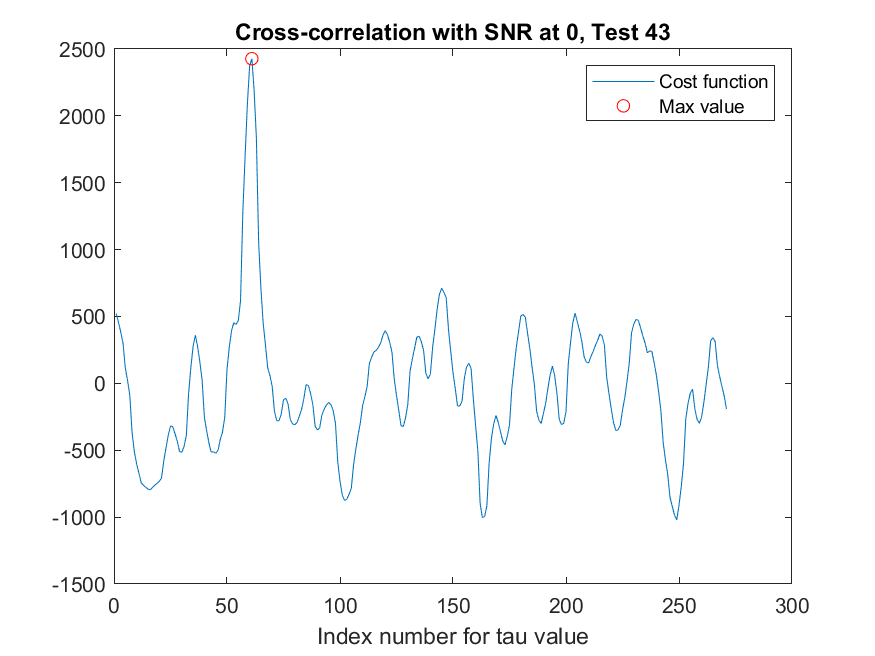 Cross-correlation with SNR at 0, Test 43
2500
2000
1500
1000
500
0
-500
-1000
-1500
0 50 100 150 200 250 300
Index number for tau value
Cost function
Max value